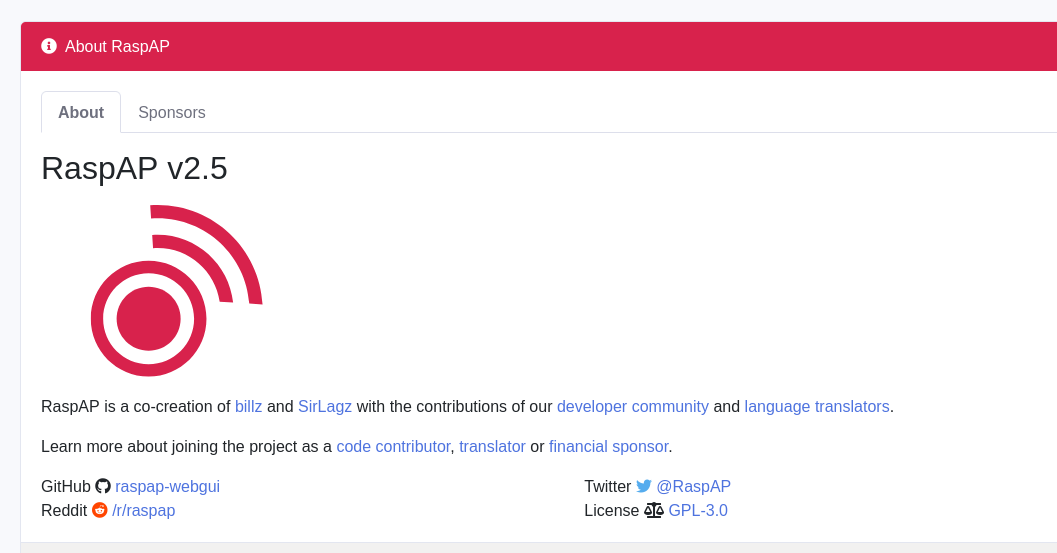 About RaspAP
About
Sponsors
RaspAP v2.5
RaspAP is a co-creation of billz and SirLagz with the contributions of our developer community and language translators.
Learn more about joining the project as a code contributor, translator or financial sponsor.
GitHub raspap-webgui
Twitter @RaspAP
Reddit /r/raspap
License GPL-3.0